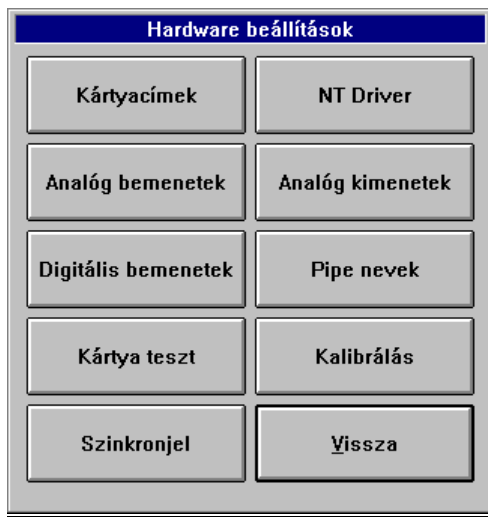 Hardware beállítások
Kártyacímek
NT Driver
Analóg bemenetek
Analóg kimenetek
Digitális bemenetek
Pipe nevek
Kártya teszt
Kalibrálás
Szinkronjel
Vissza